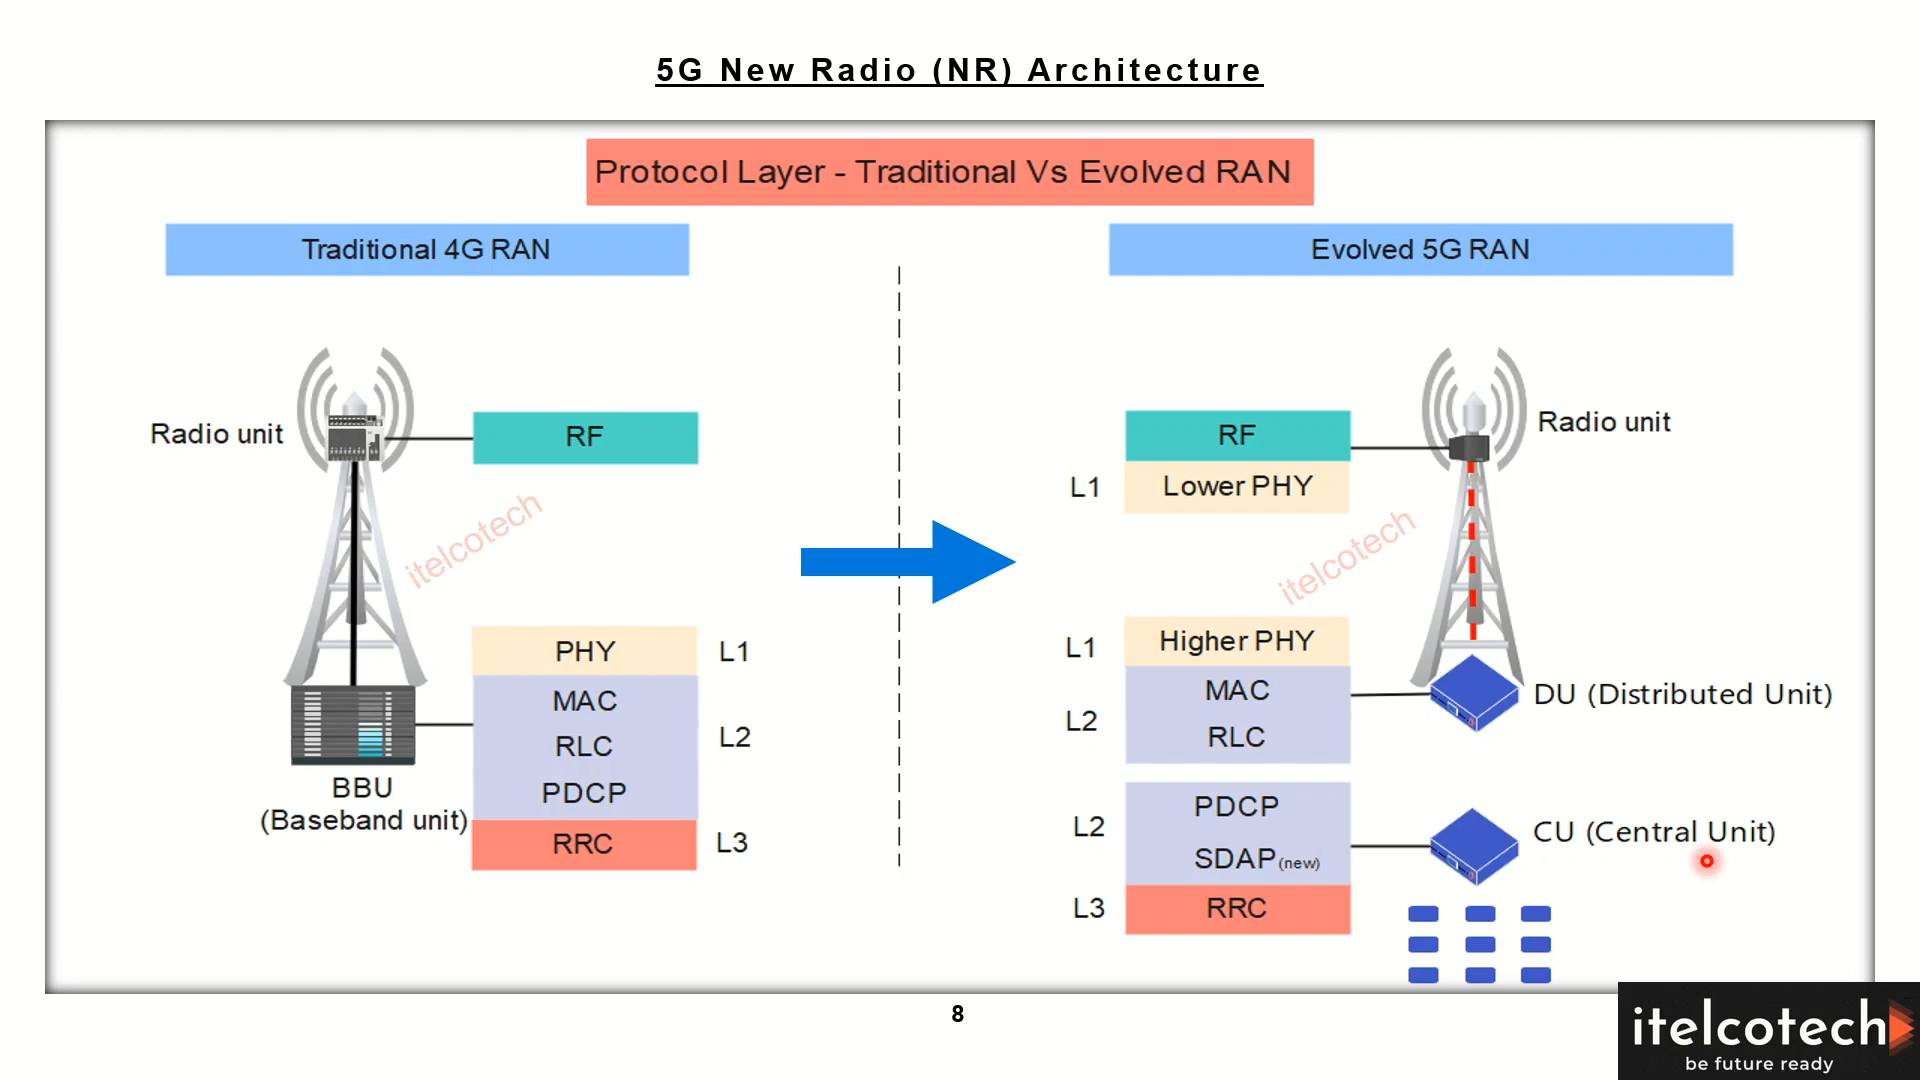 5G New Radio (NR) Architecture
Protocol Layer - Traditional Vs Evolved RAN
Traditional 4G RAN
Radio unit
RF
itelcotech
PHY
L1
MAC
RLC
L2
PDCP
BBU
(Baseband unit)
RRC
L3
Evolved 5G RAN
RF
Radio unit
L1
Lower PHY
itelcotech
L1
Higher PHY
MAC
L2
RLC
DU (Distributed Unit)
L2
PDCP
SDAP(new)
CU (Central Unit)
L3
RRC
8
itelcotech
be future ready